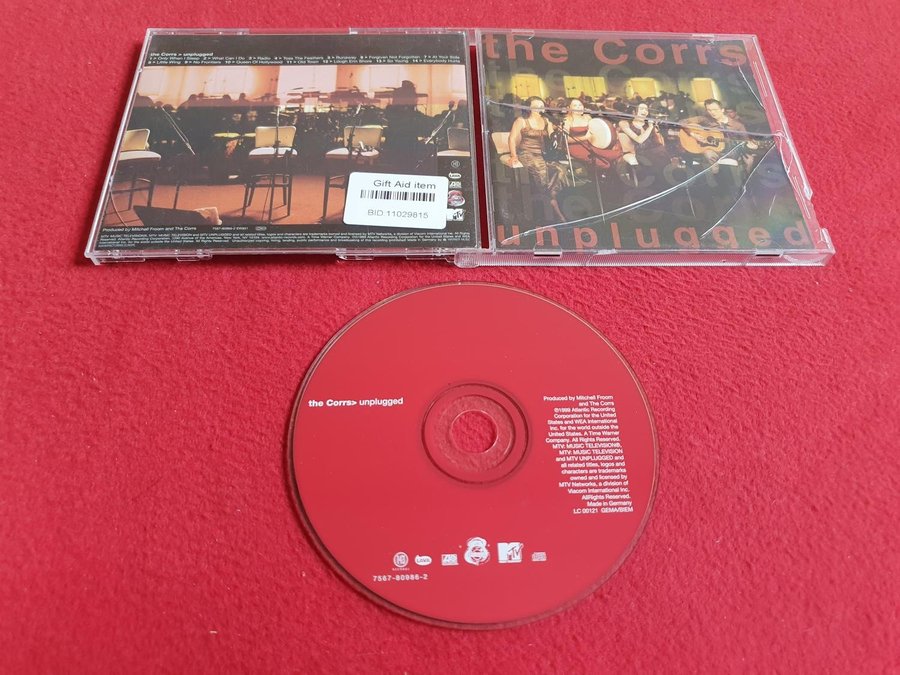 the Corrs > unplugged
1 > Only When I Sleep 2 > What Can I Do 3 > Radio 4 > Toss The Feathers 5 > Runaway 6 > Forgiven Not Forgotten 7 > At Your Side
8 > Little Wing 9 > No Frontiers 10 > Queen Of Hollywood 11 > Old Town 12 > Lough Erin Shore 13 > So Young 14 > Everybody Hurts
Gift Aid item
BID:11029815
Produced by Mitchell Froom and The Corrs
the Corrs
the Corrs
unplugged
the Corrs> unplugged
Produced by Mitchell Froom
and The Corrs
℗1999 Atlantic Recording
Corporation for the United
States and WEA International
Inc. for the world outside the
United States. A Time Warner
Company. All Rights Reserved.
MTV: MUSIC TELEVISION®,
MTV: MUSIC TELEVISION
and MTV UNPLUGGED and
all related titles, logos and
characters are trademarks
owned and licensed by
MTV Networks, a division of
Viacom International Inc.
AllRights Reserved.
Made in Germany
LC 00121 GEMA/BIEM
MTV
7567-80986-2